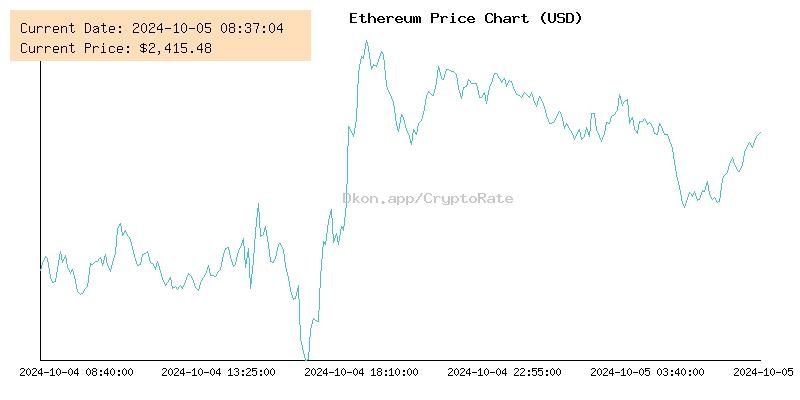 Ethereum Price Chart (USD)
Current Date: 2024-10-05 08:37:04
Current Price: $2,415.48
Dkon.app/CryptoRate
2024-10-04 08:40:00 2024-10-04 13:25:00 2024-10-04 18:10:00 2024-10-04 22:55:00 2024-10-05 03:40:00 2024-10-05